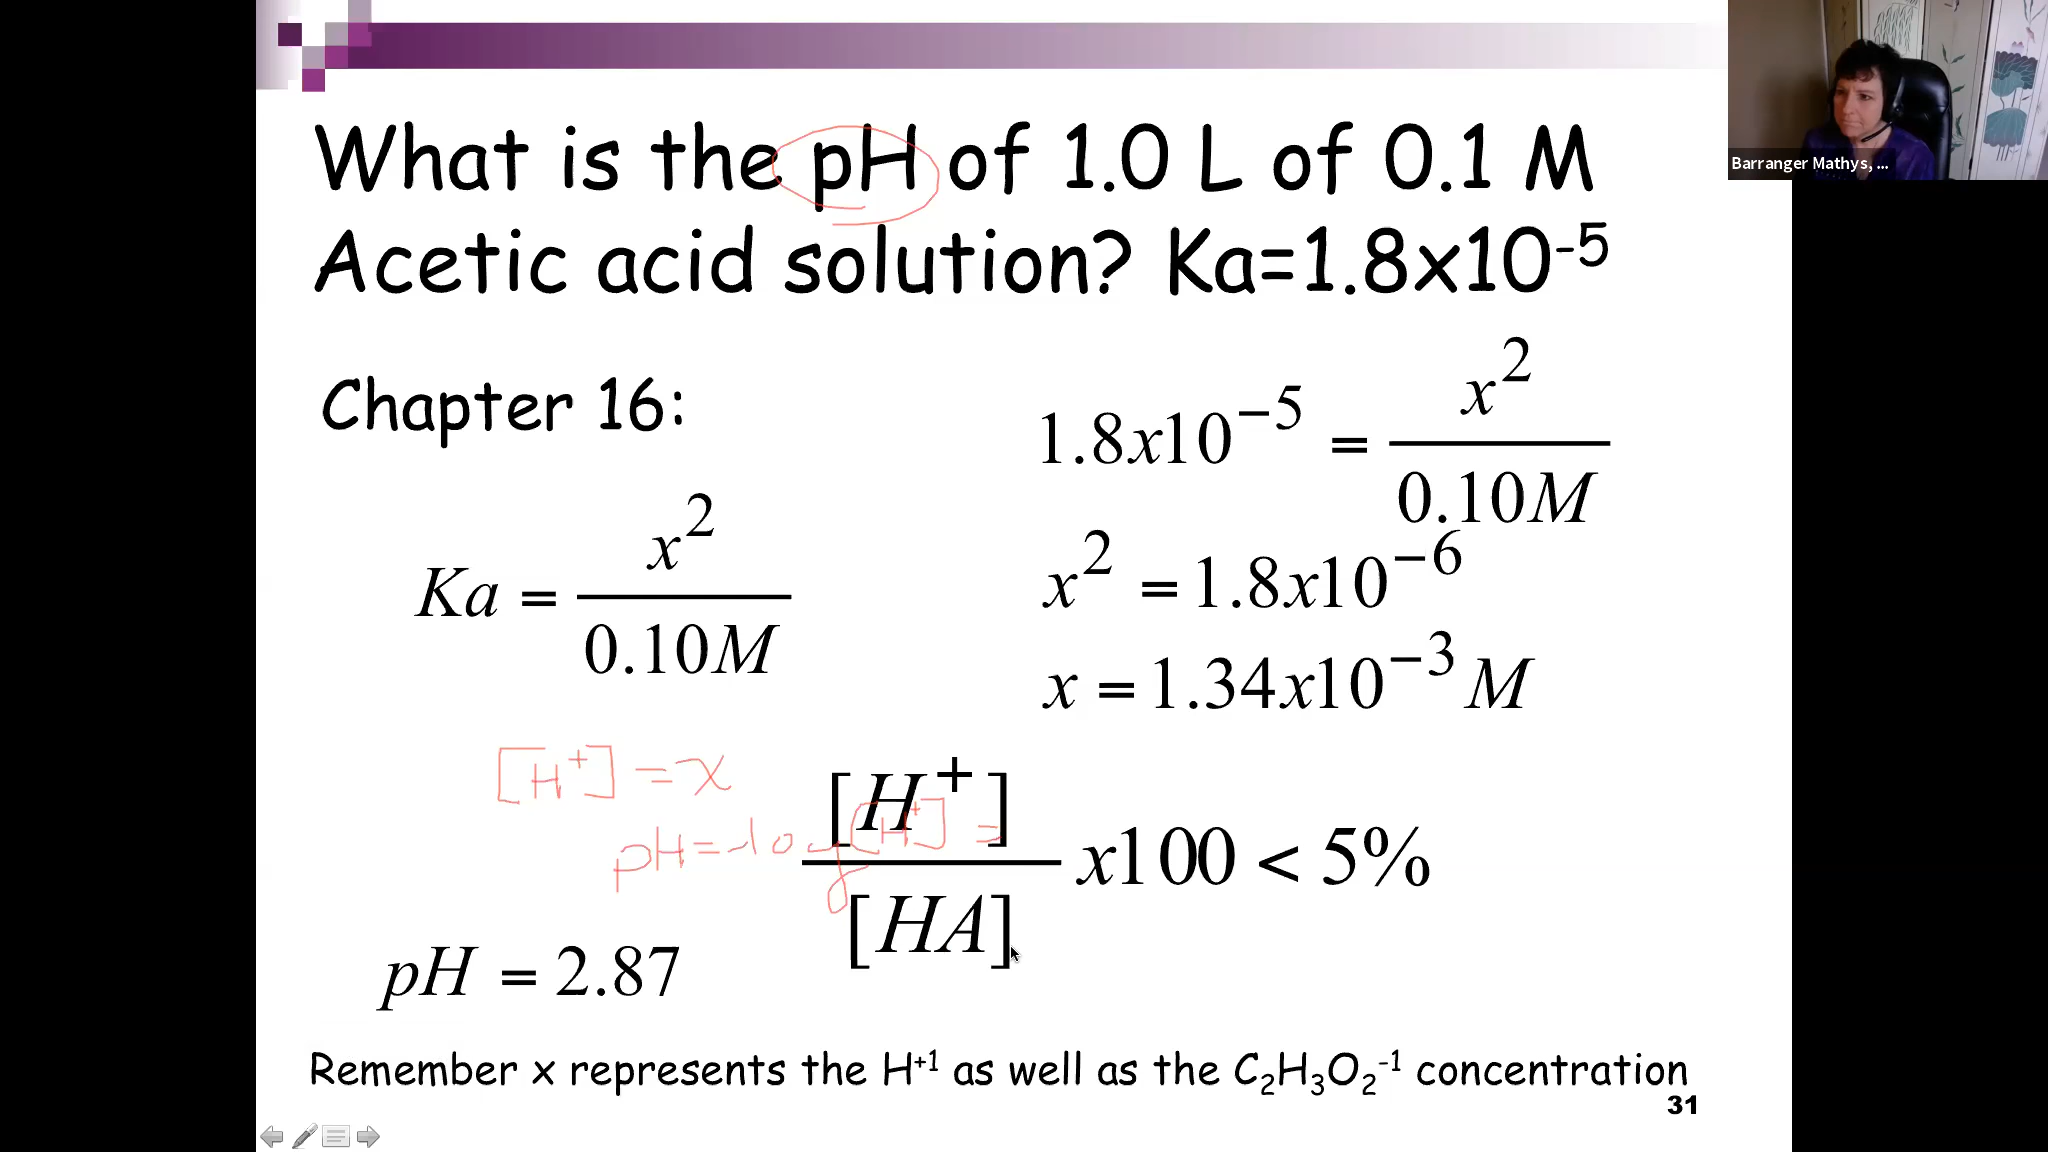 What is the pH of 1.0 L of 0.1 M
Barranger Mathys, ...
Acetic acid solution? Ka=1.8x10⁻⁵
Chapter 16:
Ka = x² / 0.10M
1.8x10⁻⁵ = x² / 0.10M
x² = 1.8x10⁻⁶
x = 1.34x10⁻³ M
[H⁺] = x
pH = -log [H⁺] =
[H⁺] / [HA] x100 < 5%
pH = 2.87
Remember x represents the H⁺¹ as well as the C₂H₃O₂⁻¹ concentration
31